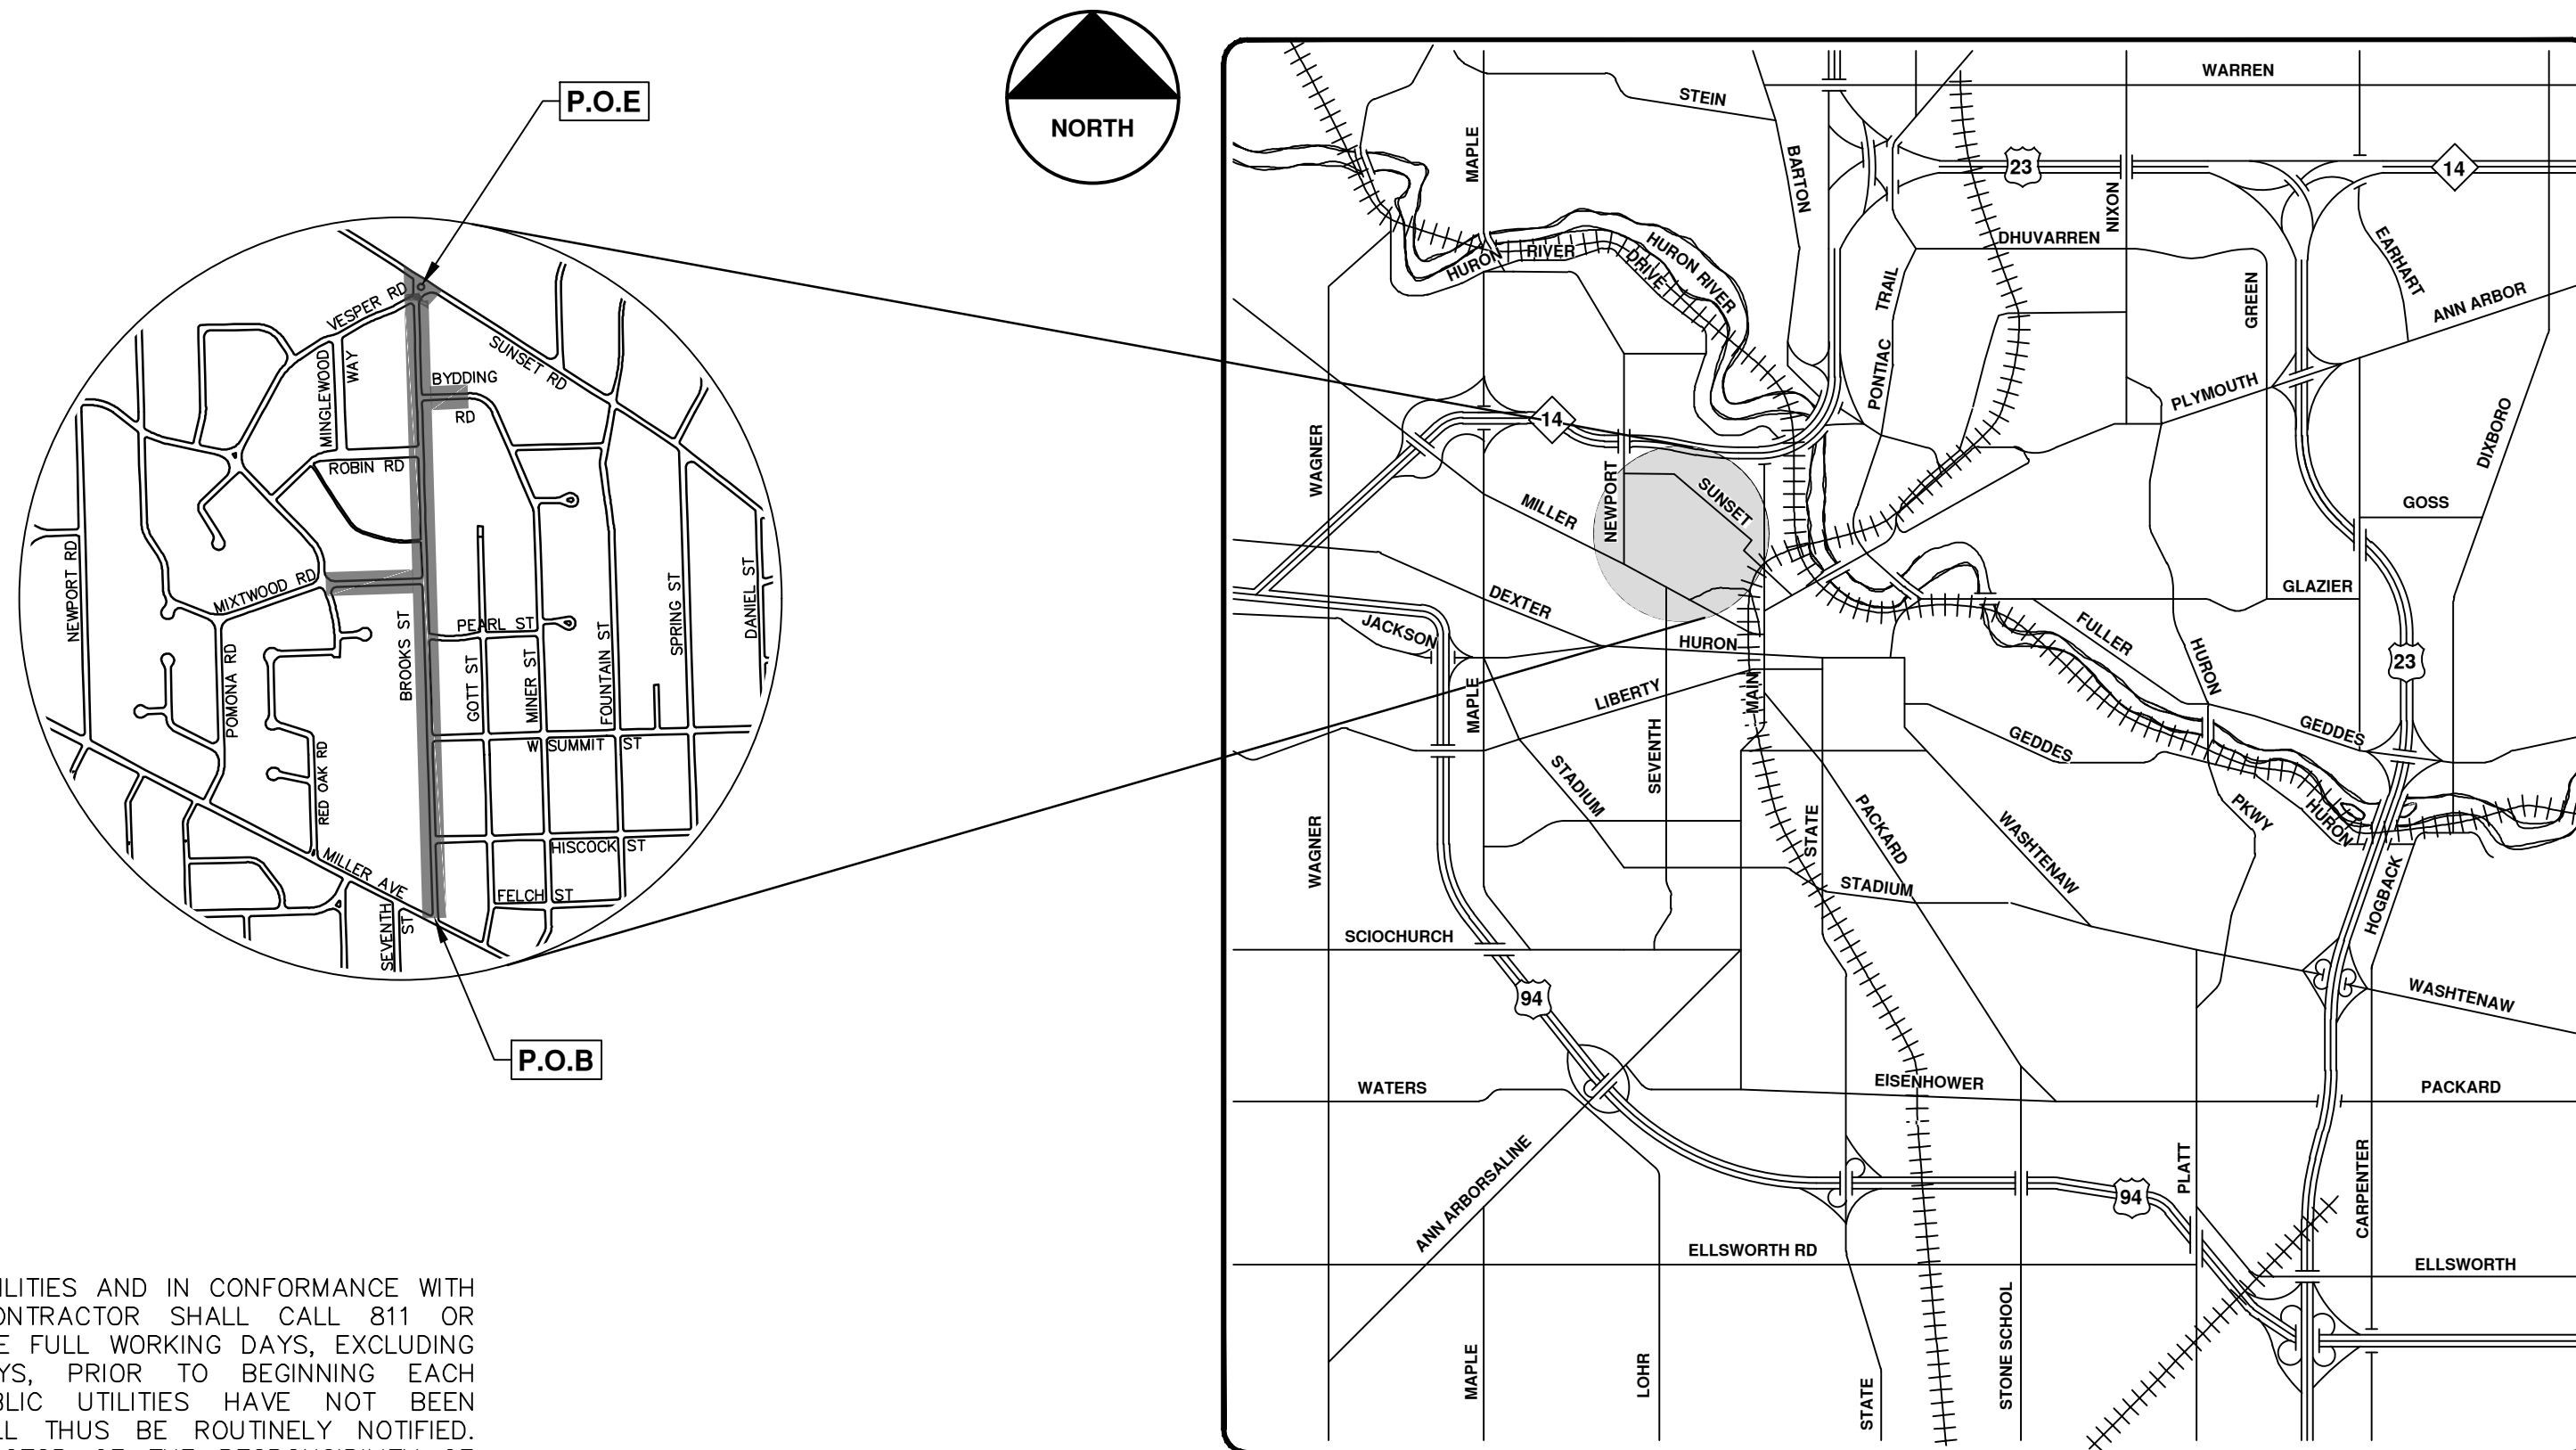 P.O.E
NORTH
VESPER RD
SUNSET RD
MINGLEWOOD
WAY
BYDDING
RD
ROBIN RD
NEWPORT RD
MIXTWOOD RD
POMONA RD
BROOKS ST
PEARL ST
GOTT ST
MINER ST
FOUNTAIN ST
SPRING ST
DANIEL ST
RED OAK RD
W SUMMIT ST
HISCOCK ST
MILLER AVE
FELCH ST
SEVENTH
ST
P.O.B
ILITIES AND IN CONFORMANCE WITH
ONTRACTOR SHALL CALL 811 OR
E FULL WORKING DAYS, EXCLUDING
YS, PRIOR TO BEGINNING EACH
BLIC UTILITIES HAVE NOT BEEN
LL THUS BE ROUTINELY NOTIFIED.
WARREN
STEIN
MAPLE
BARTON
23
14
NIXON
DHUVARREN
EARHART
HURON
RIVER
DRIVE
HURON RIVER
TRAIL
PONTIAC
GREEN
ANN ARBOR
PLYMOUTH
DIXBORO
14
WAGNER
NEWPORT
SUNSET
MILLER
GOSS
DEXTER
GLAZIER
JACKSON
HURON
FULLER
HURON
23
MAPLE
LIBERTY
MAIN
SEVENTH
STADIUM
GEDDES
GEDDES
WAGNER
STATE
PACKARD
WASHTENAW
PKWY
HURON
STADIUM
HOGBACK
SCIOCHURCH
94
WASHTENAW
WATERS
EISENHOWER
PACKARD
ANN ARBORSALINE
PLATT
CARPENTER
94
ELLSWORTH RD
ELLSWORTH
MAPLE
LOHR
STATE
STONE SCHOOL